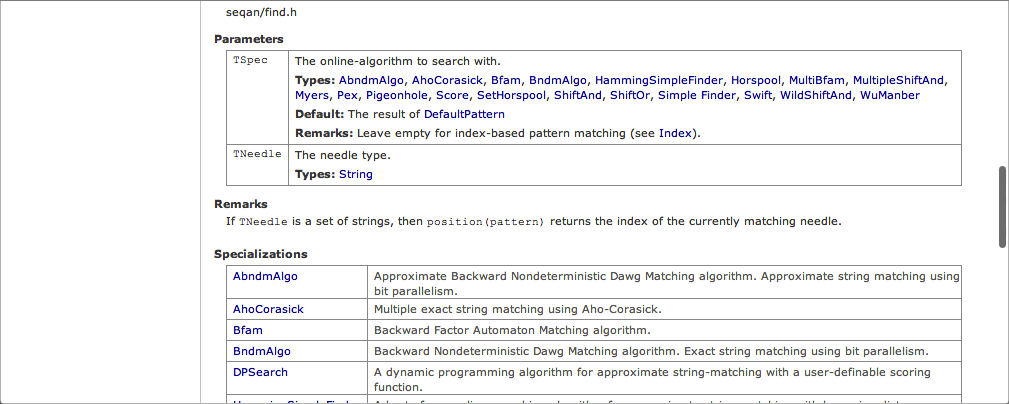 seqan/find.h
Parameters
TSpec
The online-algorithm to search with.
Types: AbndmAlgo, AhoCorasick, Bfam, BndmAlgo, HammingSimpleFinder, Horspool, MultiBfam, MultipleShiftAnd,
Myers, Pex, Pigeonhole, Score, SetHorspool, ShiftAnd, ShiftOr, Simple Finder, Swift, WildShiftAnd, WuManber
Default: The result of DefaultPattern
Remarks: Leave empty for index-based pattern matching (see Index).
TNeedle
The needle type.
Types: String
Remarks
If TNeedle is a set of strings, then position(pattern) returns the index of the currently matching needle.
Specializations
AbndmAlgo
Approximate Backward Nondeterministic Dawg Matching algorithm. Approximate string matching using
bit parallelism.
AhoCorasick
Multiple exact string matching using Aho-Corasick.
Bfam
Backward Factor Automaton Matching algorithm.
BndmAlgo
Backward Nondeterministic Dawg Matching algorithm. Exact string matching using bit parallelism.
DPSearch
A dynamic programming algorithm for approximate string-matching with a user-definable scoring
function.